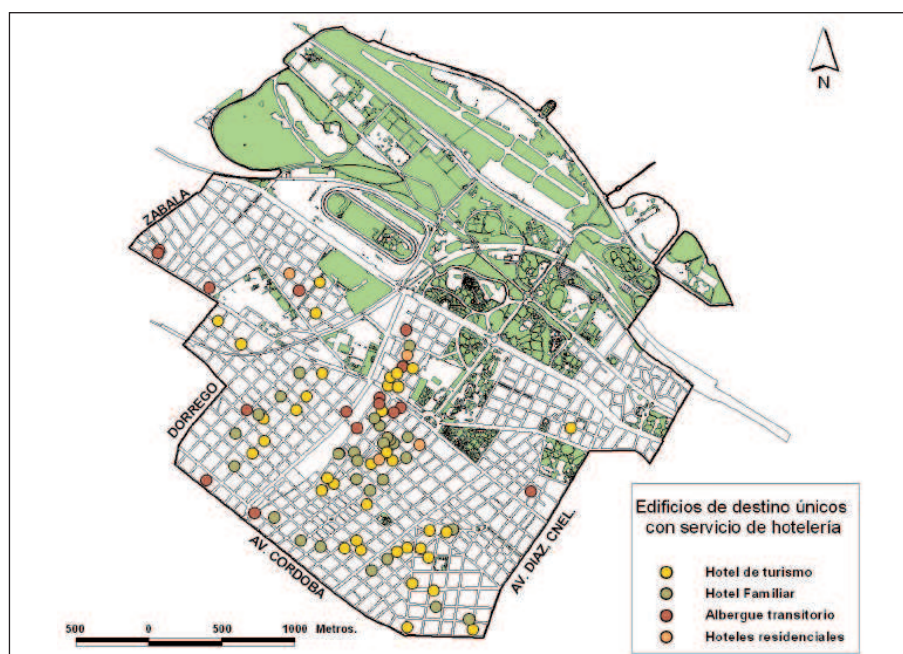 N
ZABALA
DORREGO
AV. CORDOBA
AV. DIAZ, CNEL.
Edificios de destino únicos
con servicio de hotelería
Hotel de turismo
Hotel Familiar
Albergue transitorio
Hoteles residenciales
500 0 500 1000 Metros.